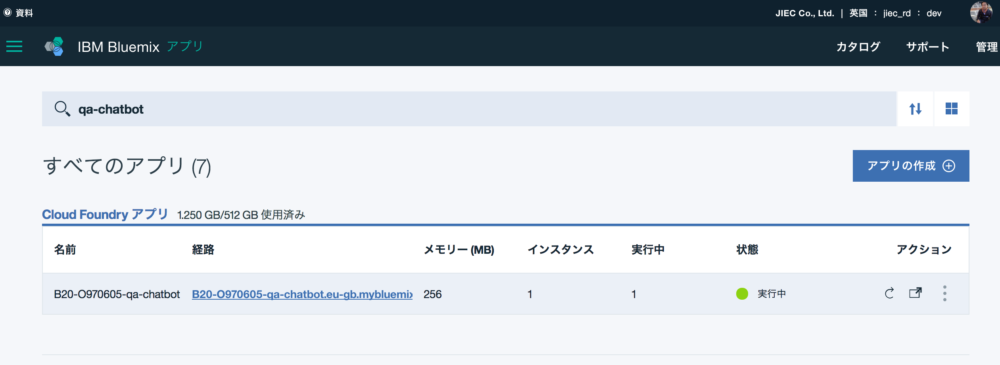 資料
JIEC Co., Ltd. | 英国 : jiec_rd : dev
IBM Bluemix アプリ
カタログ サポート 管理
qa-chatbot
すべてのアプリ (7)
アプリの作成
Cloud Foundry アプリ 1.250 GB/512 GB 使用済み
名前 経路 メモリー (MB) インスタンス 実行中 状態 アクション
B20-O970605-qa-chatbot B20-O970605-qa-chatbot.eu-gb.mybluemix 256 1 1 実行中